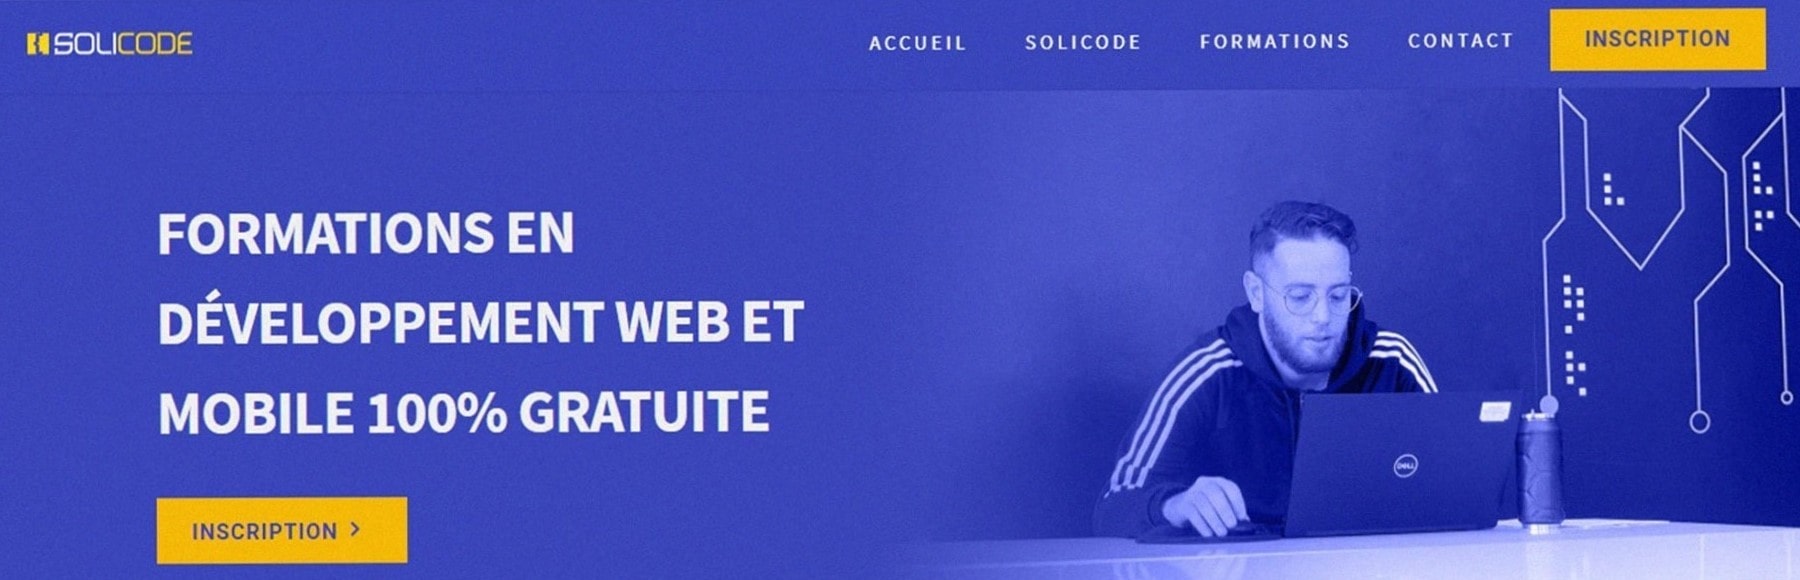 SOLICODE
ACCUEIL SOLICODE FORMATIONS CONTACT INSCRIPTION
FORMATIONS EN
DÉVELOPPEMENT WEB ET
MOBILE 100% GRATUITE
INSCRIPTION >
DELL